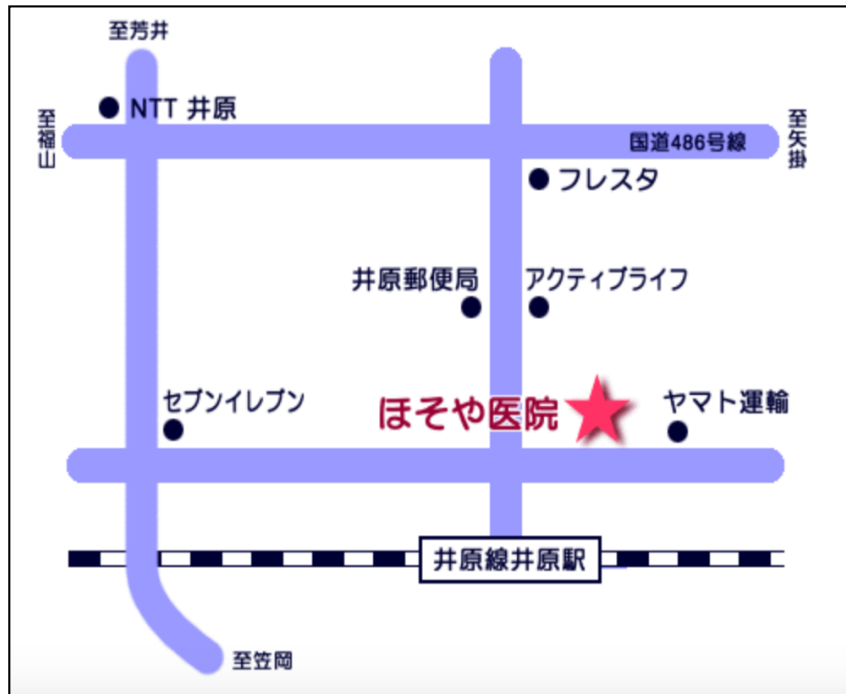 至芳井
NTT 井原
至福山
国道486号線
至矢掛
フレスタ
井原郵便局
アクティブライフ
セブンイレブン
ほそや医院
ヤマト運輸
井原線井原駅
至笠岡